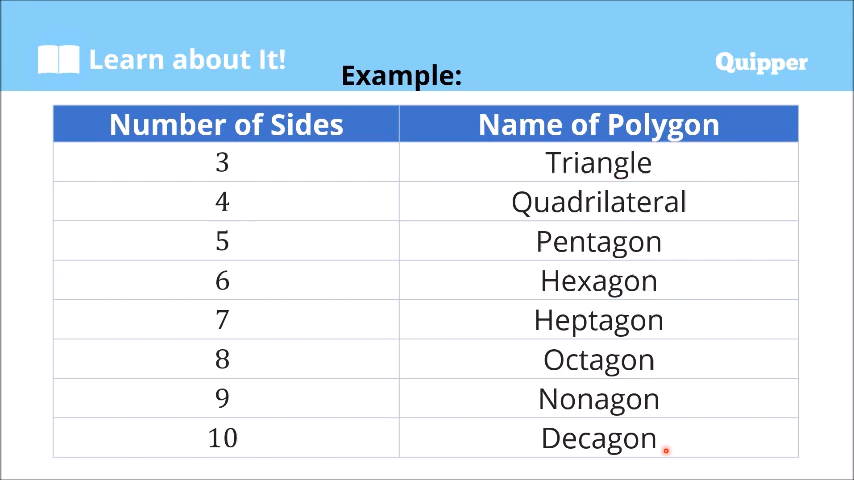 Learn about It!
Quipper
Example:
Number of Sides Name of Polygon
3 Triangle
4 Quadrilateral
5 Pentagon
6 Hexagon
7 Heptagon
8 Octagon
9 Nonagon
10 Decagon